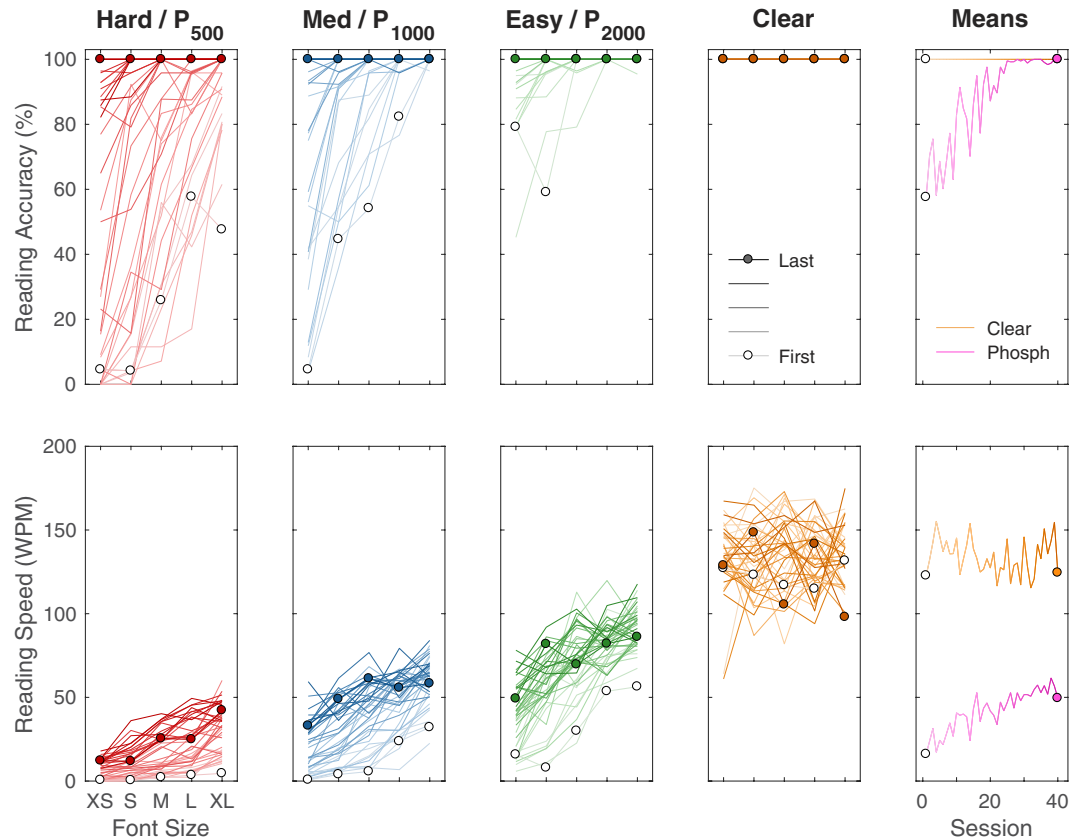 Hard / P500 Med / P1000 Easy / P2000 Clear Means
100
80
60
40
20
0
Reading Accuracy (%)
Last
First
Clear
Phosph
200
150
100
50
0
Reading Speed (WPM)
XS S M L XL
Font Size
0 20 40
Session